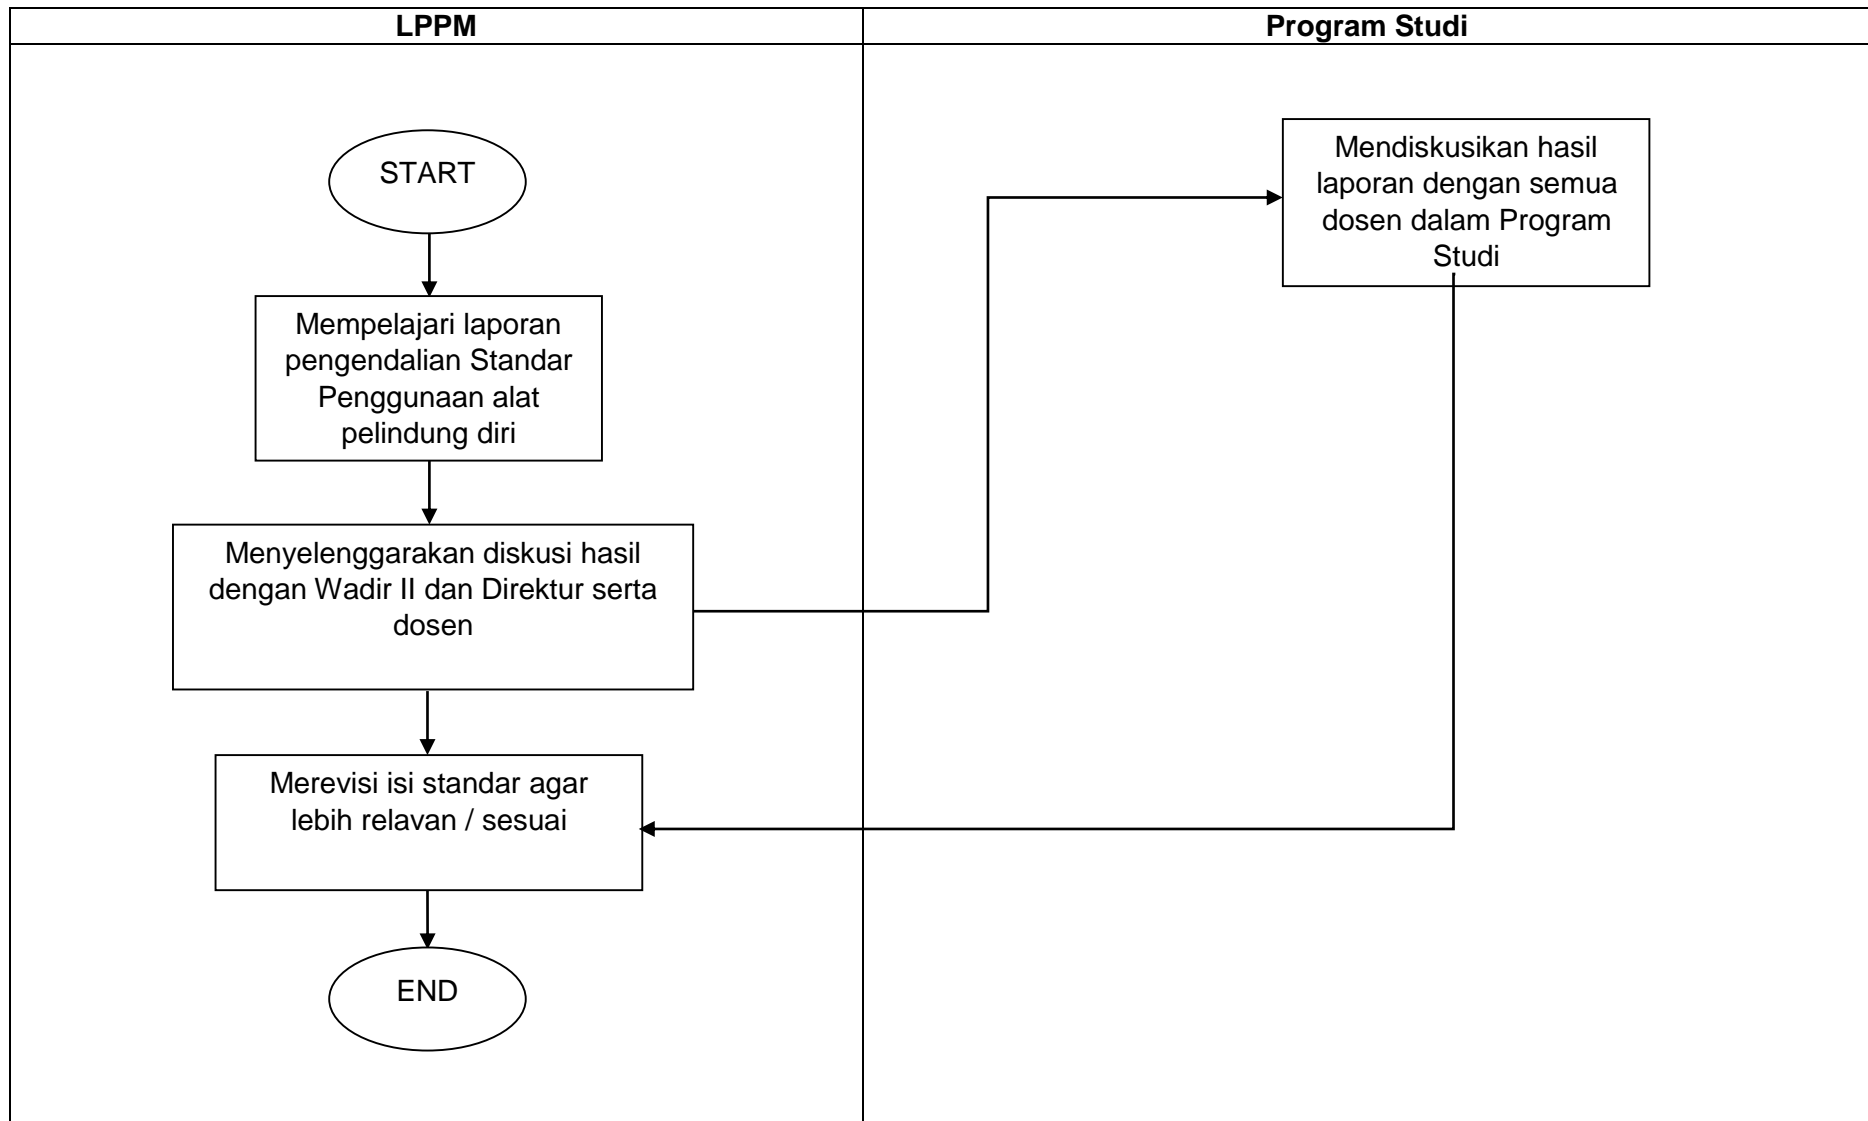 LPPM
Program Studi
START
Mempelajari laporan
pengendalian Standar
Penggunaan alat
pelindung diri
Menyelenggarakan diskusi hasil
dengan Wadir II dan Direktur serta
dosen
Mendiskusikan hasil
laporan dengan semua
dosen dalam Program
Studi
Merevisi isi standar agar
lebih relavan / sesuai
END